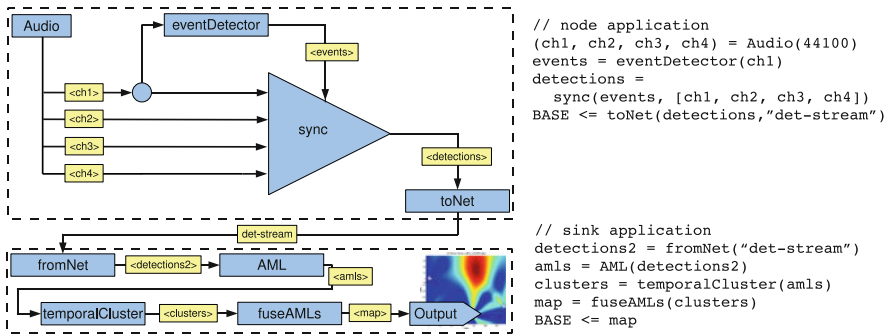 Audio
eventDetector
<events>
<ch1>
<ch2>
<ch3>
<ch4>
sync
<detections>
toNet
det-stream
fromNet
<detections2>
AML
<amls>
temporalCluster
<clusters>
fuseAMLs
<map>
Output
// node application
(ch1, ch2, ch3, ch4) = Audio(44100)
events = eventDetector(ch1)
detections =
sync(events, [ch1, ch2, ch3, ch4])
BASE <= toNet(detections,”det-stream”)
// sink application
detections2 = fromNet(“det-stream”)
amls = AML(detections2)
clusters = temporalCluster(amls)
map = fuseAMLs(clusters)
BASE <= map